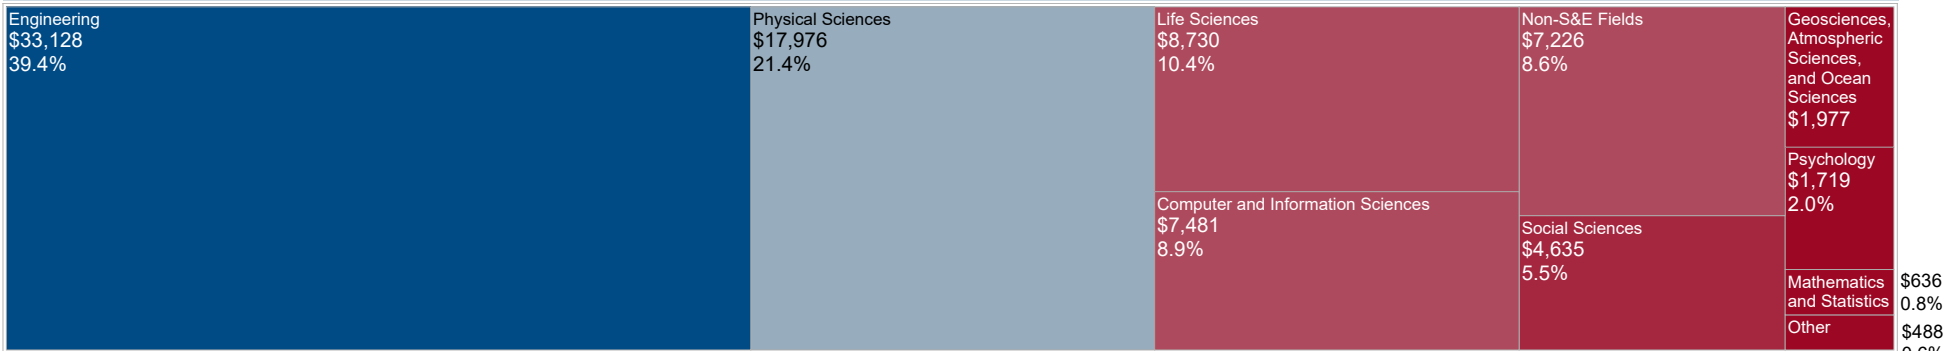 Engineering
$33,128
39.4%
Physical Sciences
$17,976
21.4%
Life Sciences
$8,730
10.4%
Computer and Information Sciences
$7,481
8.9%
Non-S&E Fields
$7,226
8.6%
Social Sciences
$4,635
5.5%
Geosciences,
Atmospheric
Sciences,
and Ocean
Sciences
$1,977
Psychology
$1,719
2.0%
Mathematics
and Statistics
$636
0.8%
Other
$488